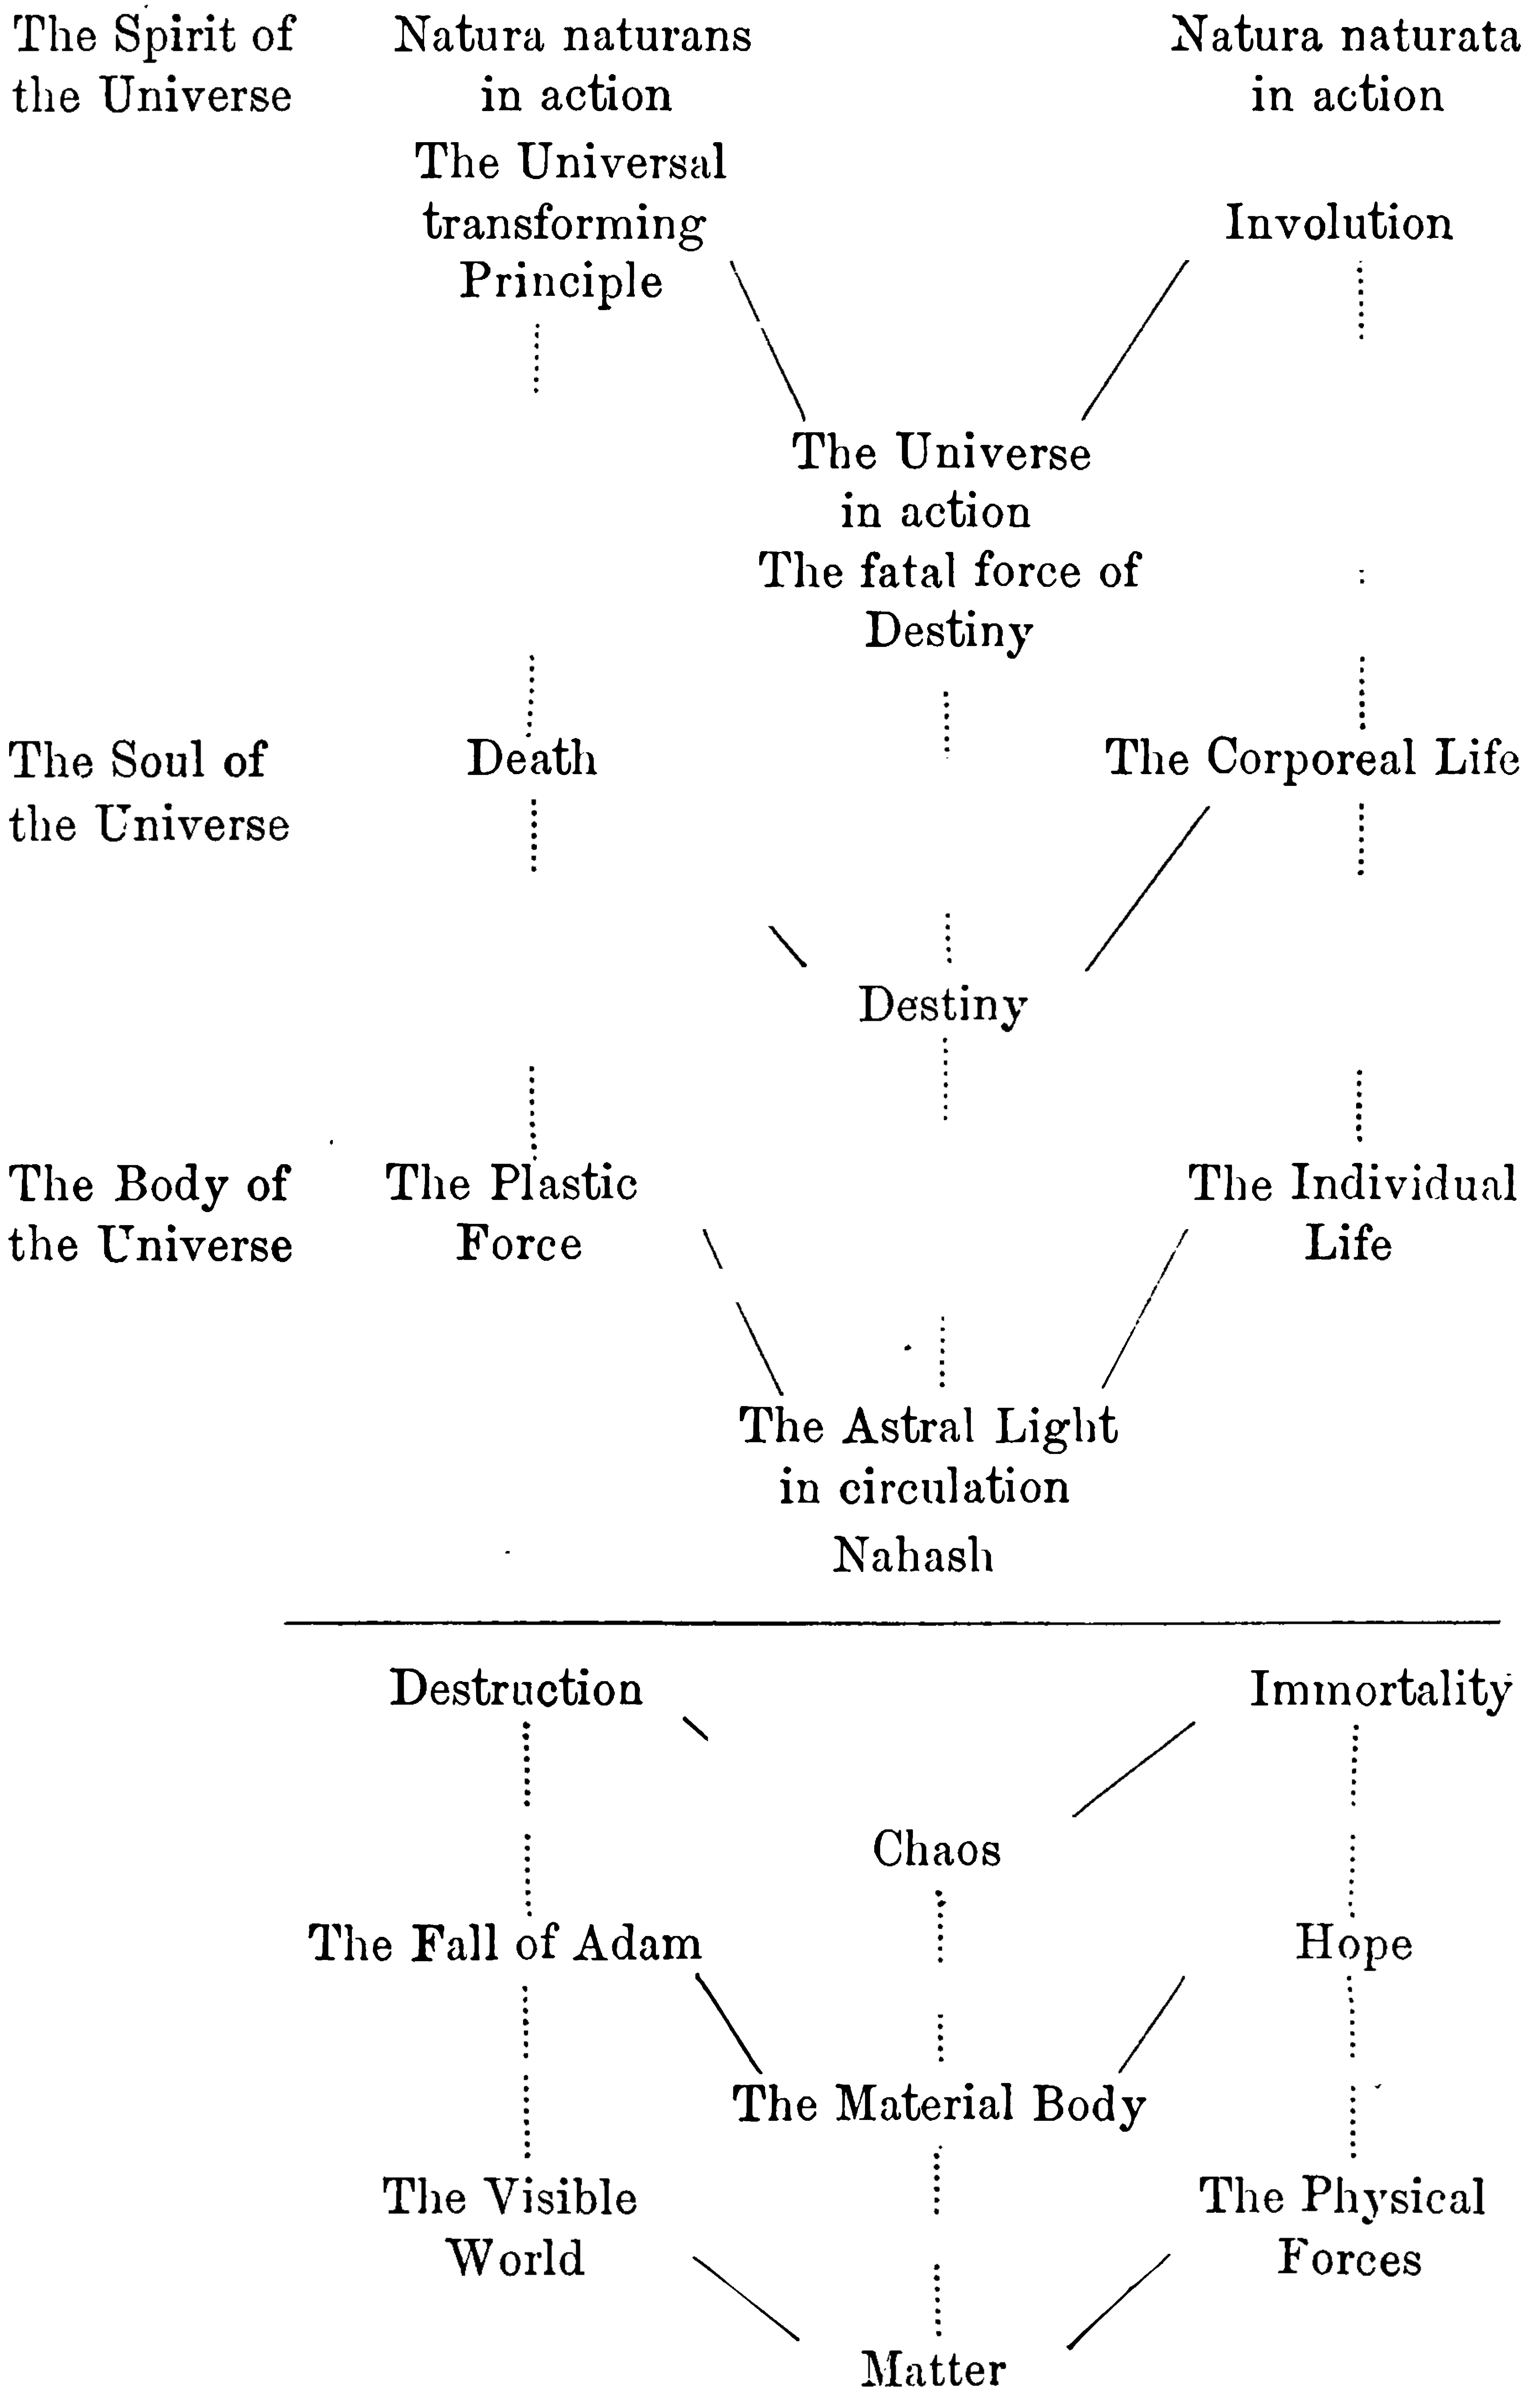 The Spirit of the Universe
Natura naturans in action
The Universal transforming Principle
Natura naturata in action
Involution
The Universe in action
The fatal force of Destiny
The Soul of the Universe
Death
The Corporeal Life
Destiny
The Body of the Universe
The Plastic Force
The Individual Life
The Astral Light in circulation
Nahash
Destruction
Immortality
Chaos
The Fall of Adam
Hope
The Material Body
The Visible World
The Physical Forces
Matter